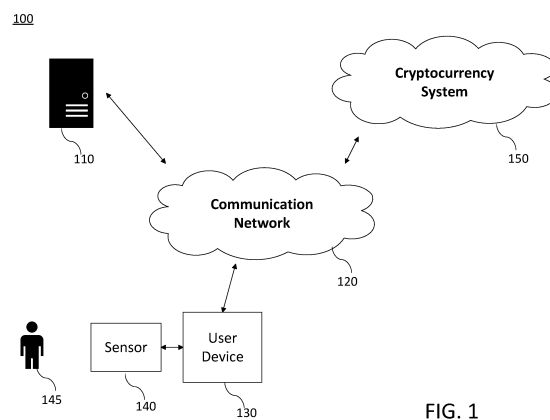 100
Cryptocurrency
System
110
150
Communication
Network
120
Sensor
User
Device
145
140
130
FIG. 1